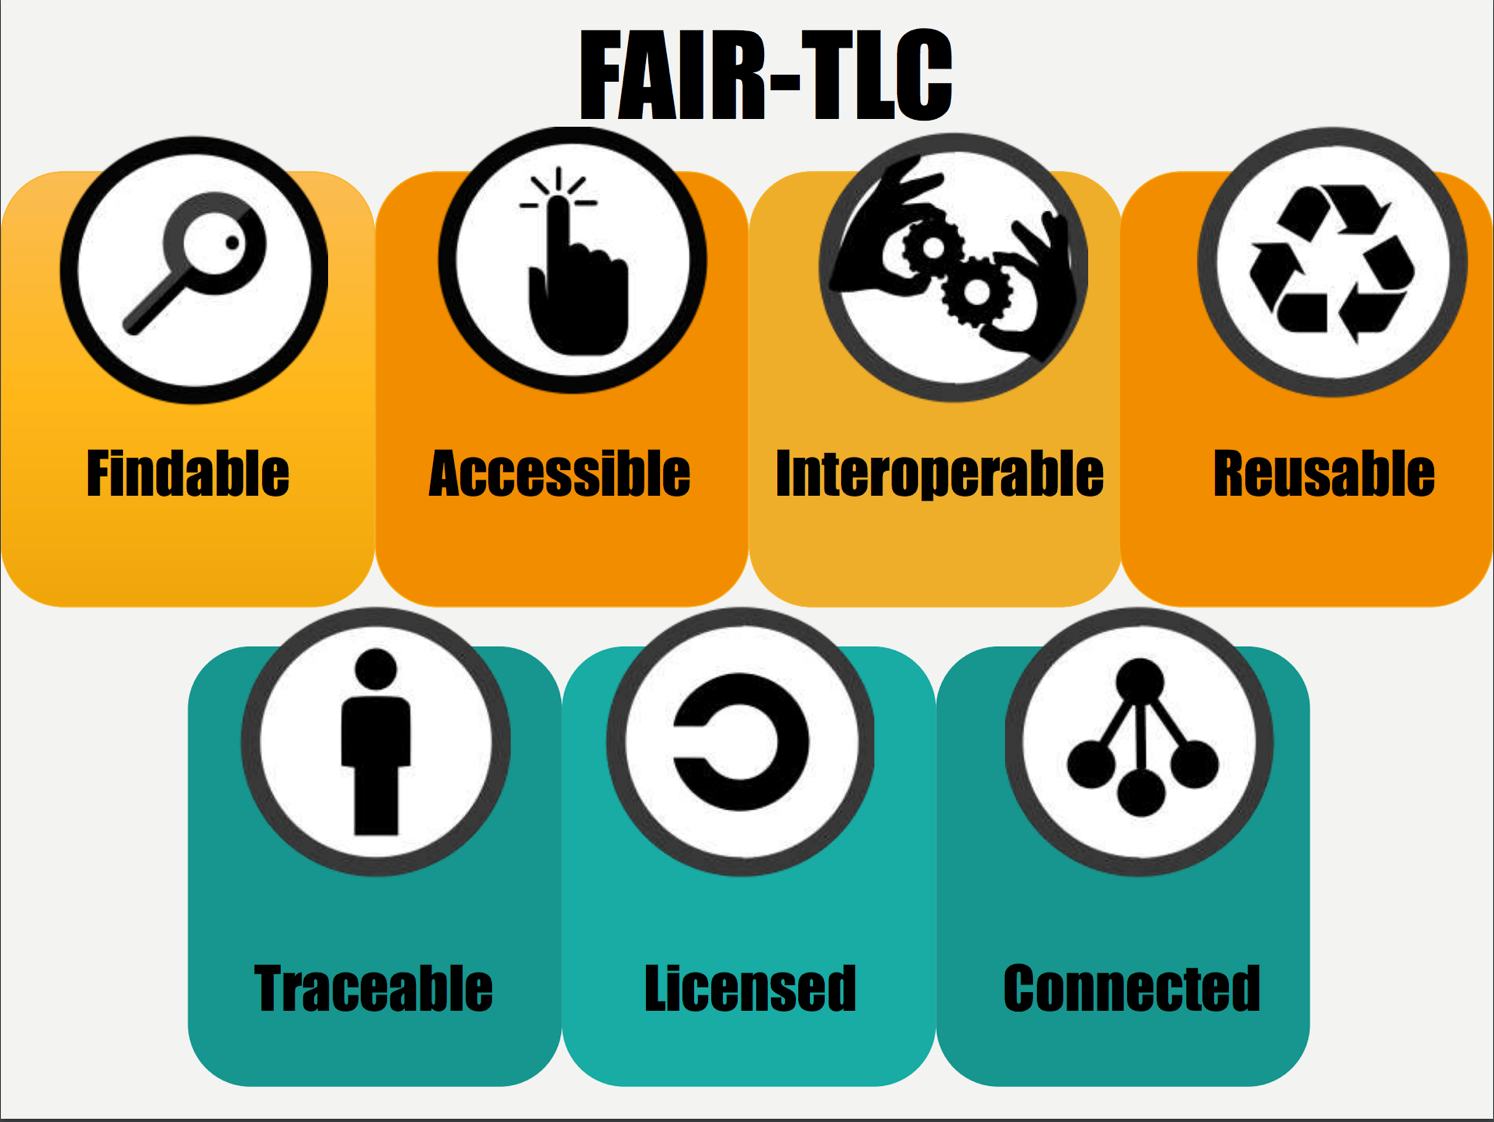 FAIR-TLC
Findable Accessible Interoperable Reusable
Traceable Licensed Connected